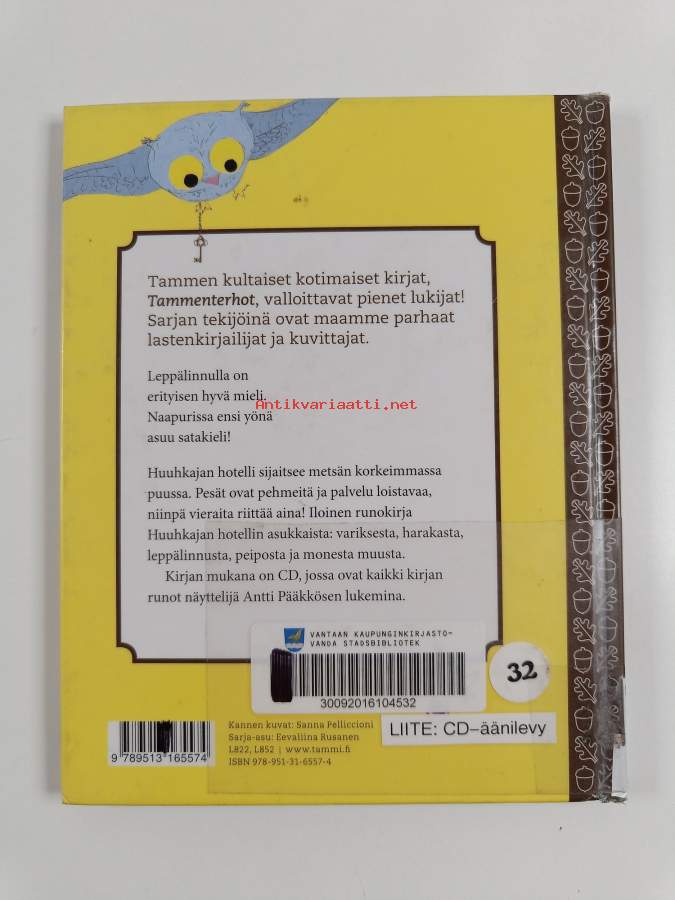 Tammen kultaiset kotimaiset kirjat,
Tammenterhot, valloittavat pienet lukijat!
Sarjan tekijöinä ovat maamme parhaat
lastenkirjailijat ja kuvittajat.
Leppälinnulla on
erityisen hyvä mieli.
Naapurissa ensi yönä
asuu satakieli!
Antikvariaatti.net
Huuhkajan hotelli sijaitsee metsän korkeimmassa
puussa. Pesät ovat pehmeitä ja palvelu loistavaa,
niinpä vieraita riittää aina! Iloinen runokirja
Huuhkajan hotellin asukkaista: variksesta, harakasta,
leppälinnusta, peiposta ja monesta muusta.
Kirjan mukana on CD, jossa ovat kaikki kirjan
runot näyttelijä Antti Pääkkösen lukemina.
VANTAAN KAUPUNGINKIRJASTO-
VANDA STADSBIBLIOTEK
30092016104532
32
LIITE: CD-äänilevy
9 789513 165574
Kannen kuvat: Sanna Pelliccioni
Sarja-asu: Eevaliina Rusanen
L822, L852 | www.tammi.fi
ISBN 978-951-31-6557-4